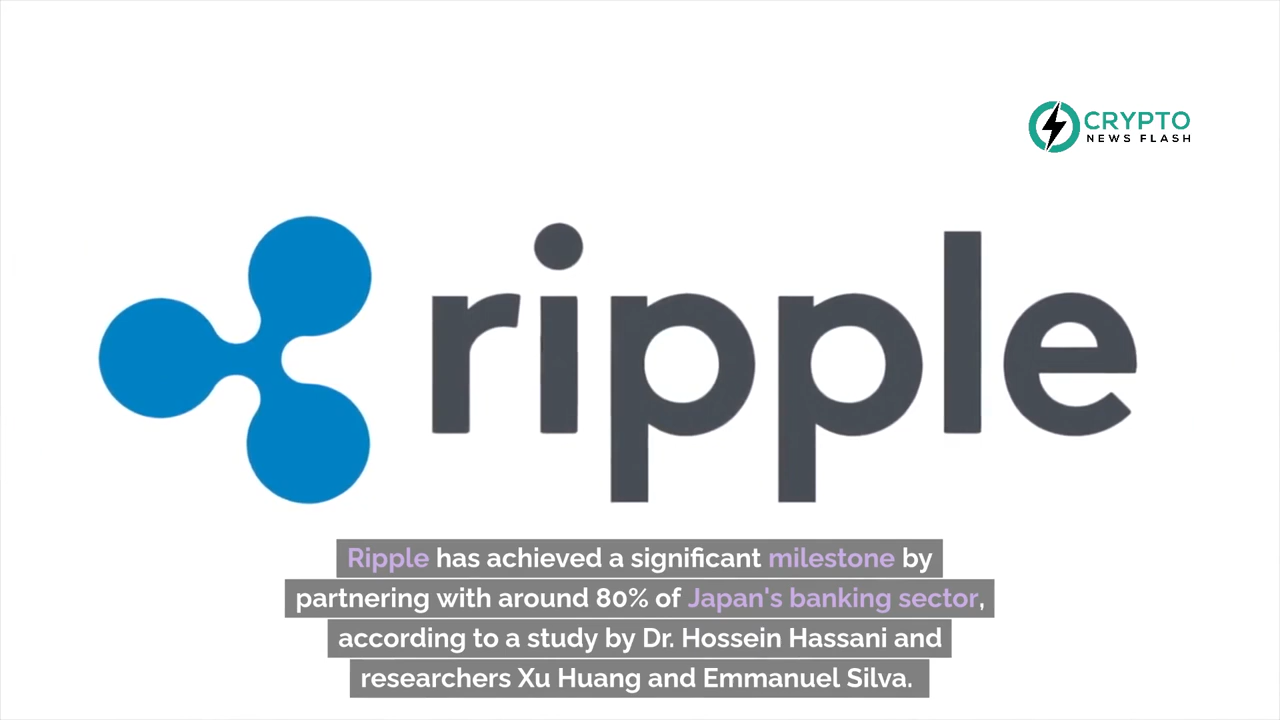 CRYPTO
NEWS FLASH
ripple
Ripple has achieved a significant milestone by
partnering with around 80% of Japan's banking sector,
according to a study by Dr. Hossein Hassani and
researchers Xu Huang and Emmanuel Silva.